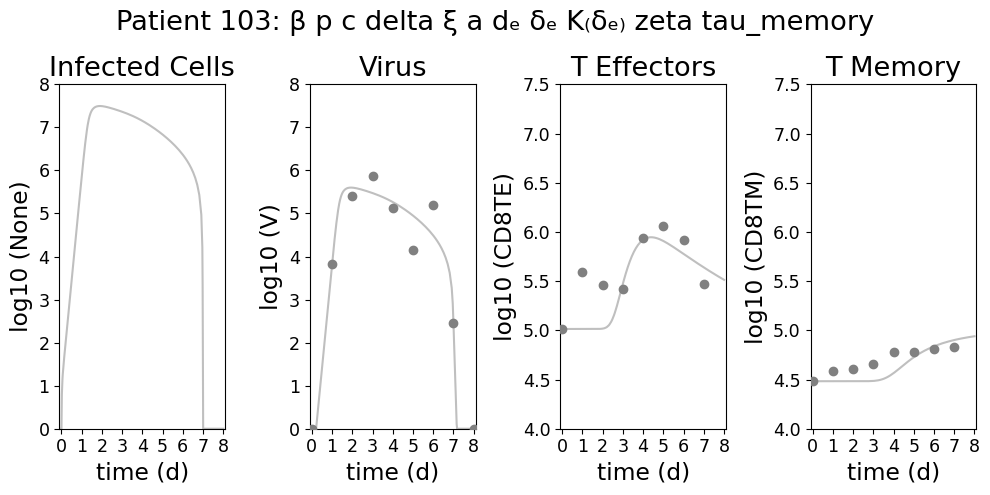 Patient 103: β p c delta ξ a dₑ δₑ K₍δₑ₎ zeta tau_memory
Infected Cells Virus T Effectors T Memory
log10 (None)
8
7
6
5
4
3
2
1
0
0 1 2 3 4 5 6 7 8
time (d)
log10 (V)
8
7
6
5
4
3
2
1
0
0 1 2 3 4 5 6 7 8
time (d)
log10 (CD8TE)
7.5
7.0
6.5
6.0
5.5
5.0
4.5
4.0
0 1 2 3 4 5 6 7 8
time (d)
log10 (CD8TM)
7.5
7.0
6.5
6.0
5.5
5.0
4.5
4.0
0 1 2 3 4 5 6 7 8
time (d)